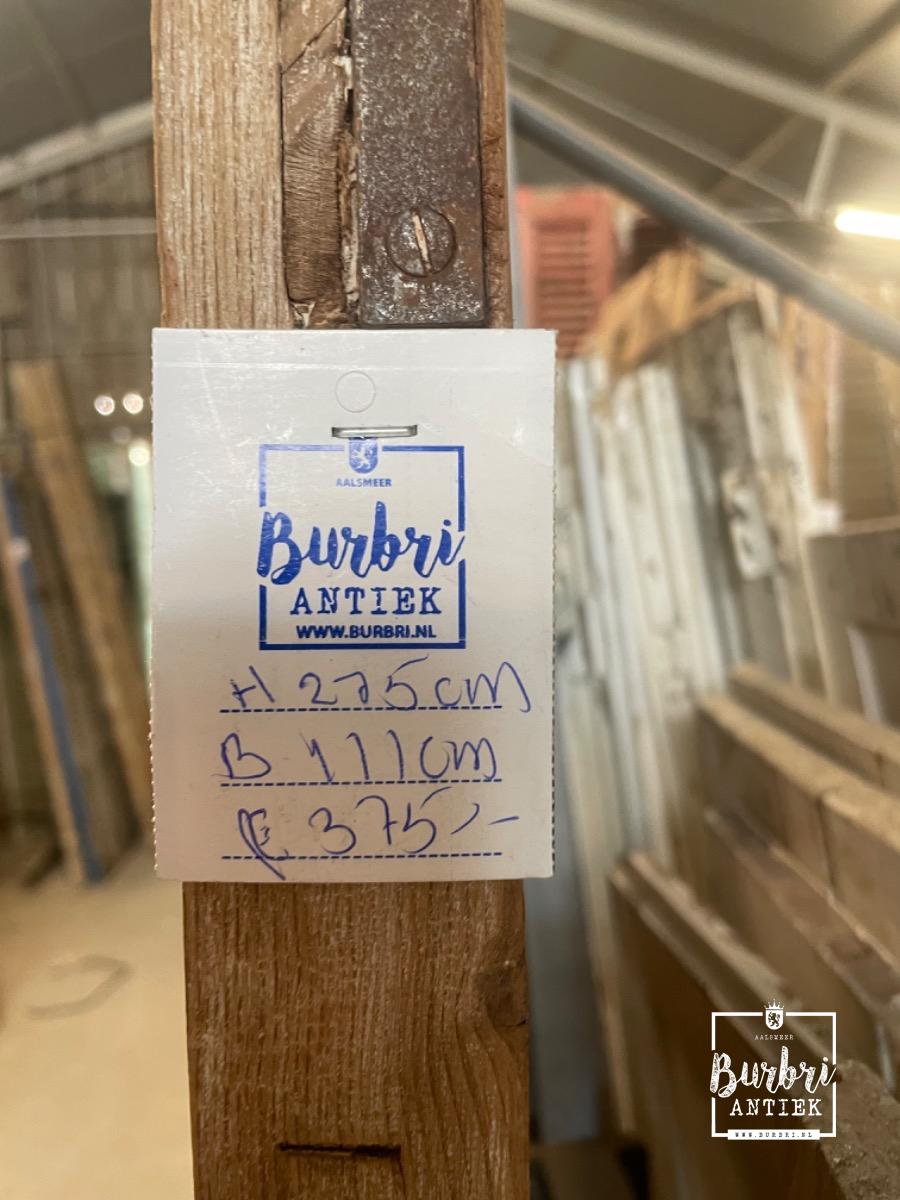 AALSMEER
Burbri
ANTIEK
WWW.BURBRI.NL
H 275cm
B 111cm
€ 375,-
AALSMEER
Burbri
ANTIEK
WWW.BURBRI.NL